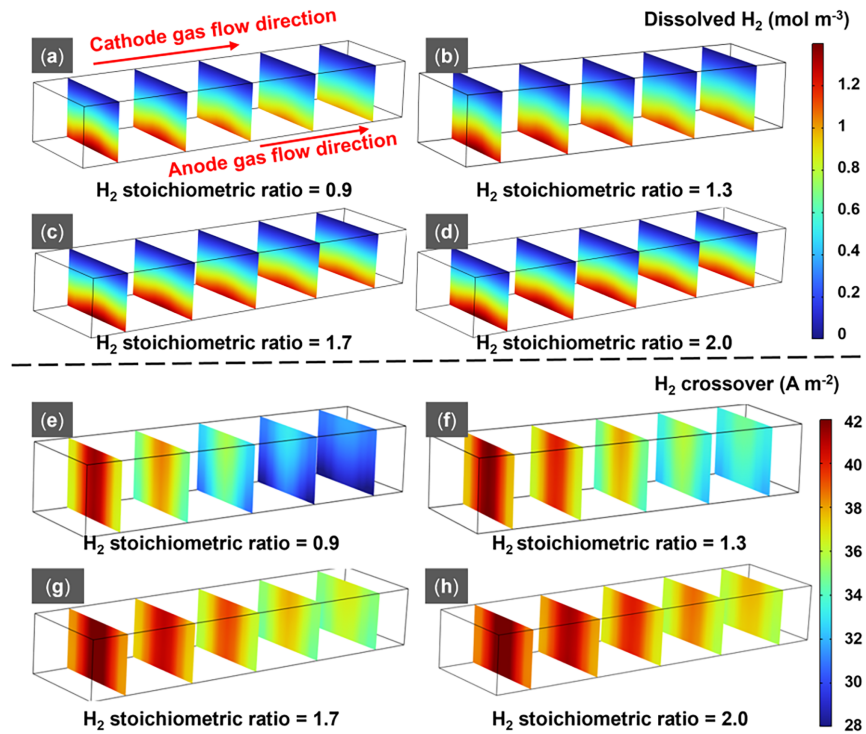 Dissolved H₂ (mol m⁻³)
(a)
Cathode gas flow direction
(b)
Anode gas flow direction
H₂ stoichiometric ratio = 0.9
H₂ stoichiometric ratio = 1.3
(c)
(d)
H₂ stoichiometric ratio = 1.7
H₂ stoichiometric ratio = 2.0
1.2
1
0.8
0.6
0.4
0.2
0
H₂ crossover (A m⁻²)
(e)
(f)
H₂ stoichiometric ratio = 0.9
H₂ stoichiometric ratio = 1.3
(g)
(h)
H₂ stoichiometric ratio = 1.7
H₂ stoichiometric ratio = 2.0
42
40
38
36
34
32
30
28